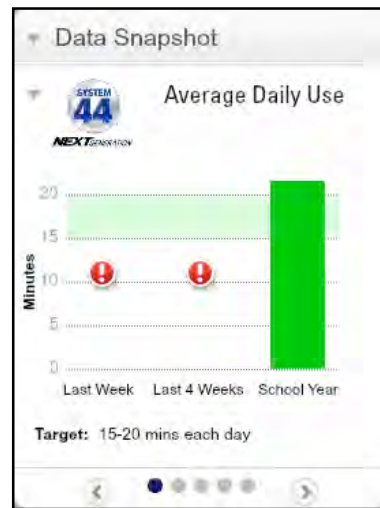 Data Snapshot
SYSTEM
44
NEXT GENERATION
Average Daily Use
20
15
10
5
0
Minutes
Last Week Last 4 Weeks School Year
Target: 15-20 mins each day